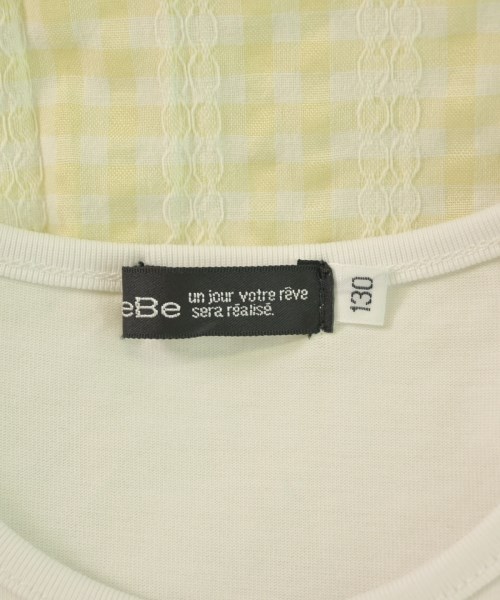 eBe
un jour votre rêve
sera réalisé.
130